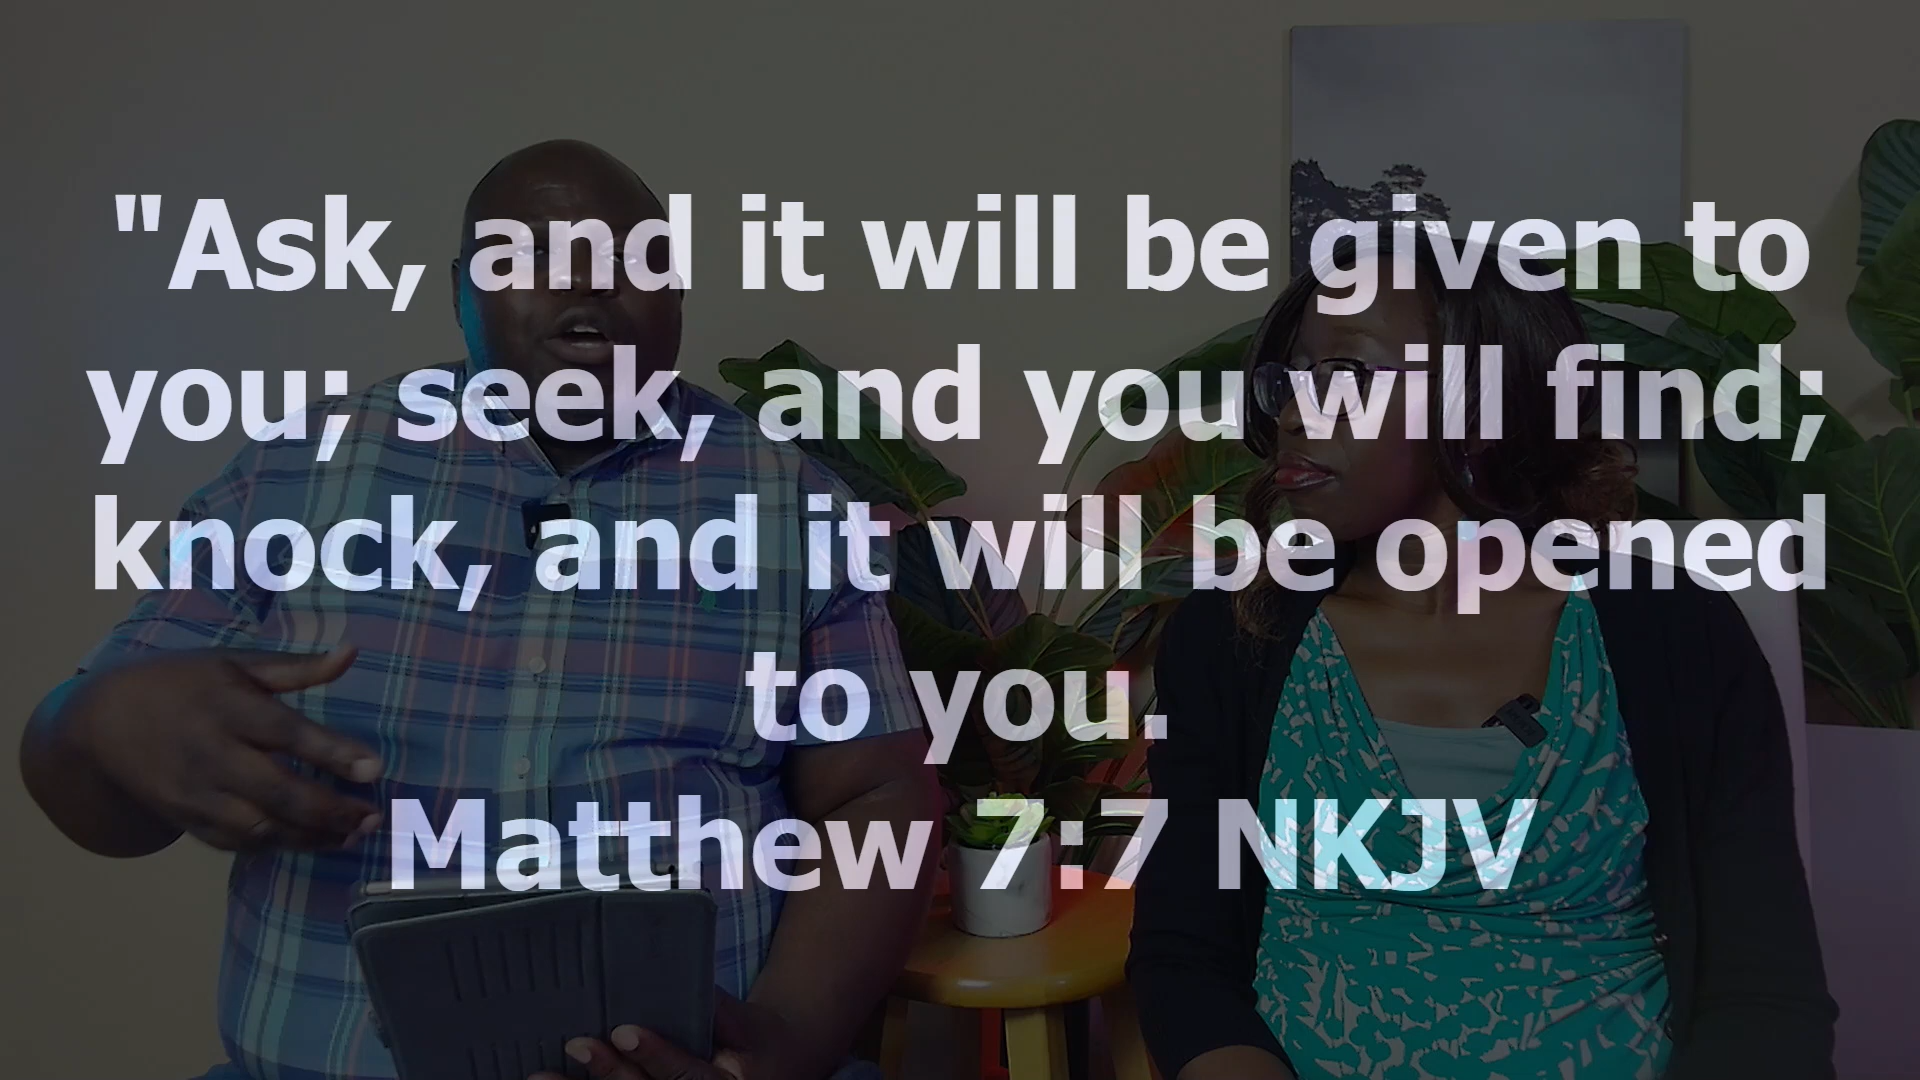 "Ask, and it will be given to
you; seek, and you will find;
knock, and it will be opened
to you.
Matthew 7:7 NKJV